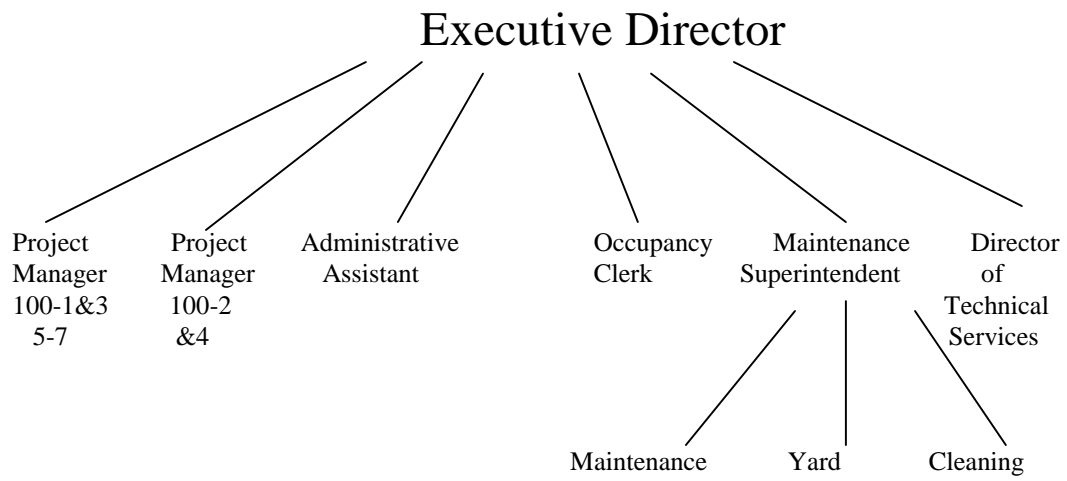 Executive Director
Project
Manager
100-1&3
5-7
Project
Manager
100-2
&4
Administrative
Assistant
Occupancy
Clerk
Maintenance
Superintendent
Director
of
Technical
Services
Maintenance
Yard
Cleaning